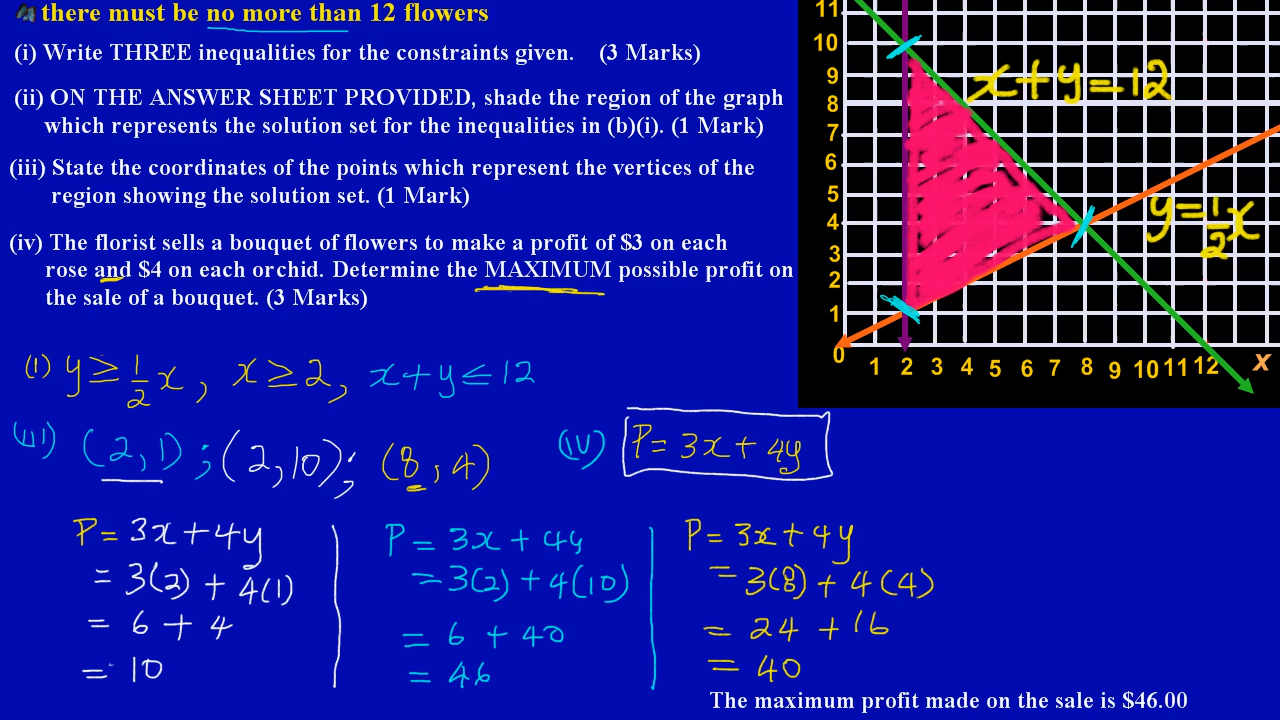 there must be no more than 12 flowers
(i) Write THREE inequalities for the constraints given. (3 Marks)
(ii) ON THE ANSWER SHEET PROVIDED, shade the region of the graph
which represents the solution set for the inequalities in (b)(i). (1 Mark)
(iii) State the coordinates of the points which represent the vertices of the
region showing the solution set. (1 Mark)
(iv) The florist sells a bouquet of flowers to make a profit of $3 on each
rose and $4 on each orchid. Determine the MAXIMUM possible profit on
the sale of a bouquet. (3 Marks)
11
10
9
8
7
6
5
4
3
2
1
0
1 2 3 4 5 6 7 8 9 10 11 12 x
x+y=12
y=½x
(i) y ≥ ½x, x ≥ 2, x+y ≤ 12
(iii) (2,1); (2,10); (8,4)
(iv) P= 3x+4y
P= 3x+4y
= 3(2) + 4(1)
= 6 + 4
= 10
P = 3x + 4y
= 3(2) + 4(10)
= 6 + 40
= 46
P= 3x+4y
= 3(8) + 4(4)
= 24 + 16
= 40
The maximum profit made on the sale is $46.00